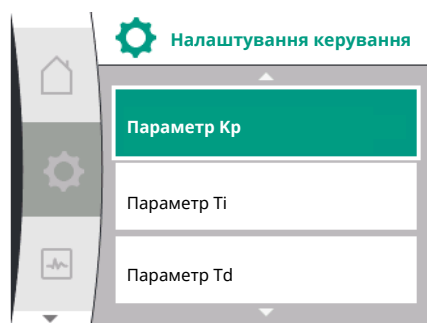 Налаштування керування
Параметр Kp
Параметр Ti
Параметр Td